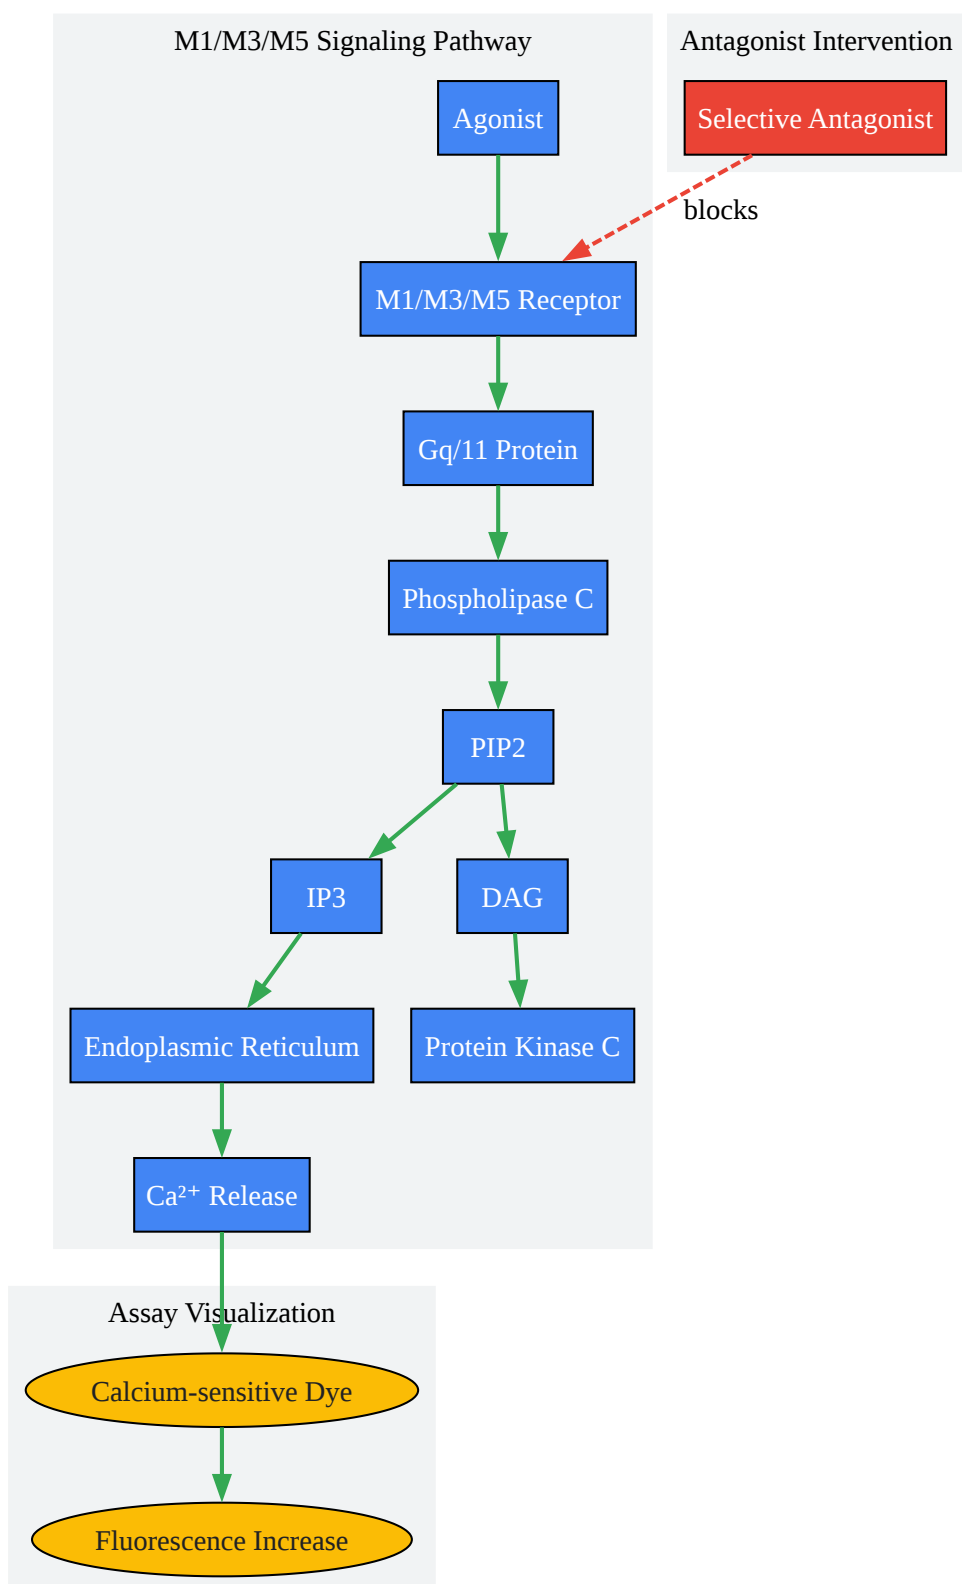 M1/M3/M5 Signaling Pathway
Antagonist Intervention
Agonist
Selective Antagonist
blocks
M1/M3/M5 Receptor
Gq/11 Protein
Phospholipase C
PIP2
IP3
DAG
Endoplasmic Reticulum
Protein Kinase C
Ca²⁺ Release
Assay Visualization
Calcium-sensitive Dye
Fluorescence Increase